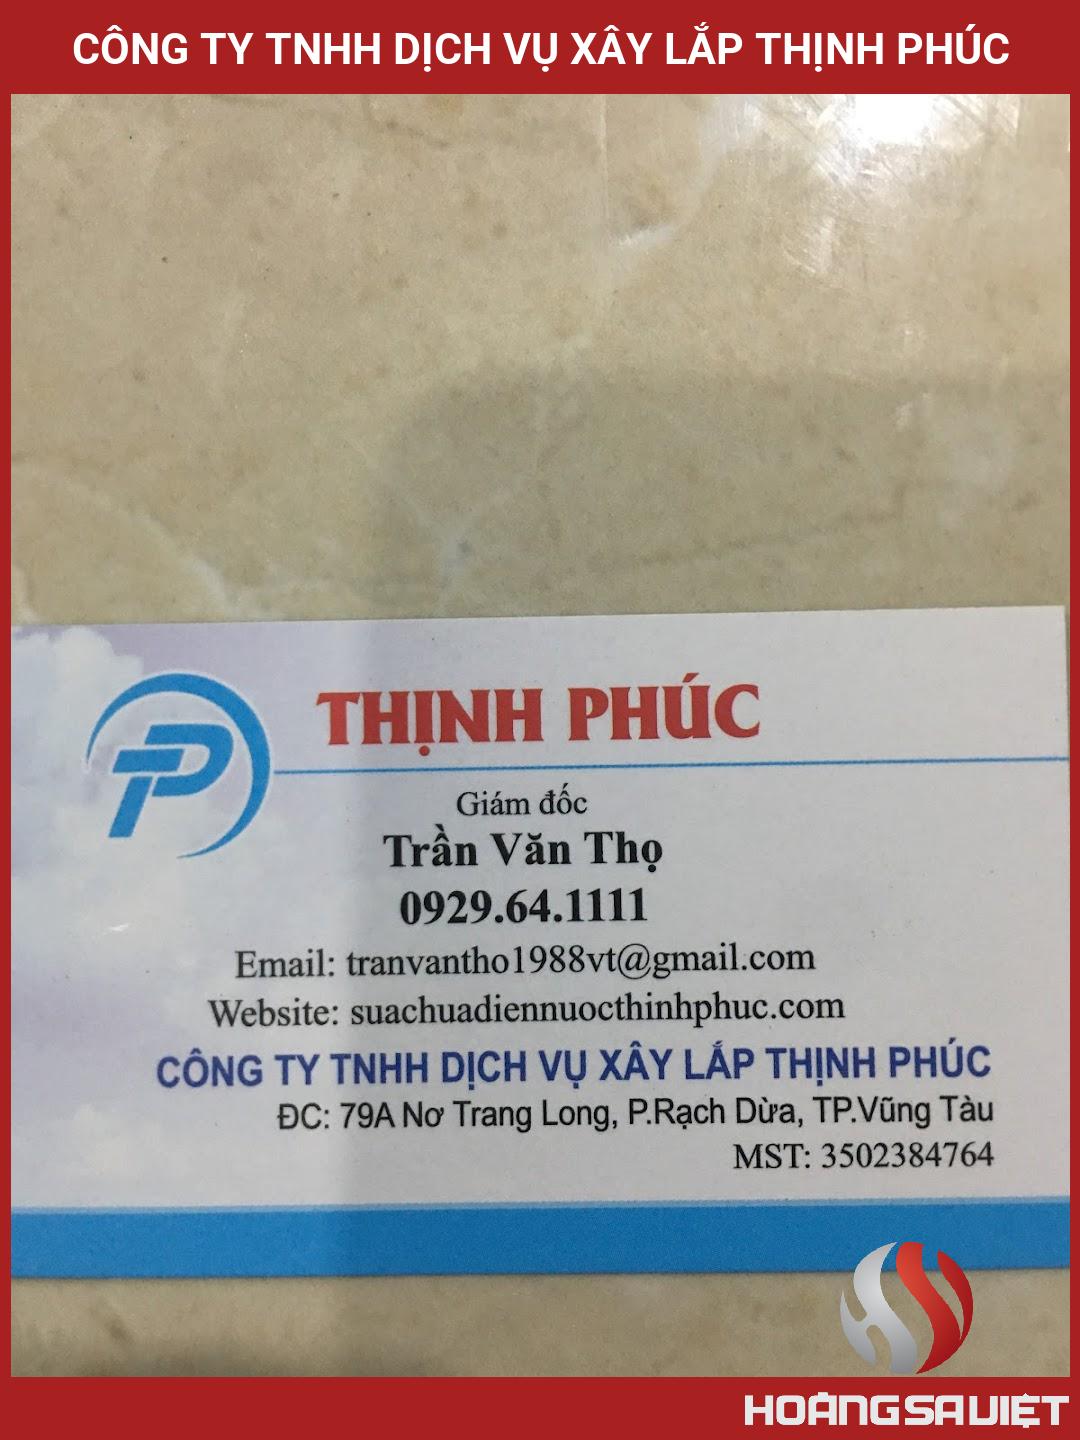 CÔNG TY TNHH DỊCH VỤ XÂY LẮP THỊNH PHÚC
THỊNH PHÚC
Giám đốc
Trần Văn Thọ
0929.64.1111
Email: tranvantho1988vt@gmail.com
Website: suachuadiennuocthinhphuc.com
CÔNG TY TNHH DỊCH VỤ XÂY LẮP THỊNH PHÚC
ĐC: 79A Nơ Trang Long, P.Rạch Dừa, TP.Vũng Tàu
MST: 3502384764
HOÀNG SA VIỆT